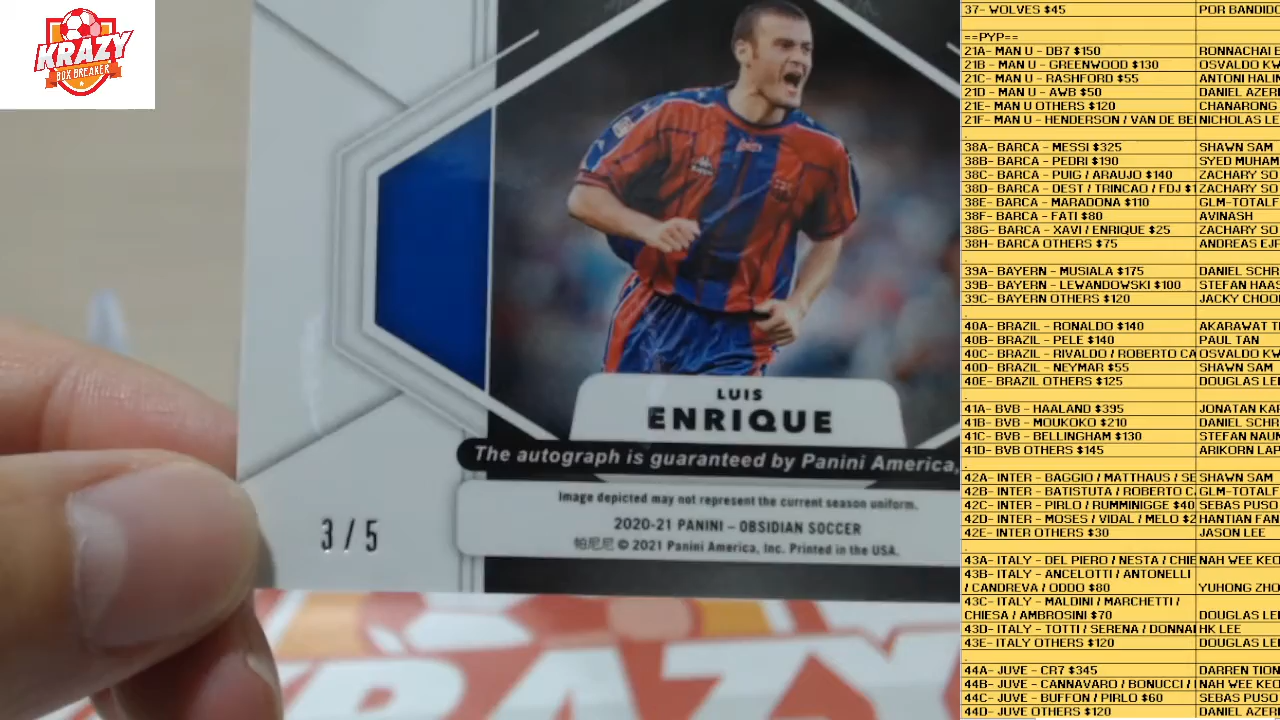 KRAZY
BOX BREAKER
LUIS
ENRIQUE
The autograph is guaranteed by Panini America,
Image depicted may not represent the current season uniform.
2020-21 PANINI - OBSIDIAN SOCCER
帕尼尼 © 2021 Panini America, Inc. Printed in the USA.
3 / 5
KRAZY
37- WOLVES $45 POR BANDIDO
==PYP==
21A- MAN U - DB7 $150 RONNACHAI E
21B - MAN U - GREENWOOD $130 OSVALDO KW
21C- MAN U - RASHFORD $55 ANTONI HALIM
21D - MAN U - AWB $50 DANIEL AZER
21E- MAN U OTHERS $120 CHANARONG
21F- MAN U - HENDERSON / VAN DE BE NICHOLAS LE
.
38A- BARCA - MESSI $325 SHAWN SAM
38B- BARCA - PEDRI $190 SYED MUHAM
38C- BARCA - PUIG / ARAUJO $140 ZACHARY SO
38D- BARCA - DEST / TRINCAO / FDJ $1 ZACHARY SO
38E- BARCA - MARADONA $110 GLM-TOTALF
38F- BARCA - FATI $80 AVINASH
38G- BARCA - XAVI / ENRIQUE $25 ZACHARY SO
38H- BARCA OTHERS $75 ANDREAS EJF
.
39A- BAYERN - MUSIALA $175 DANIEL SCHR
39B- BAYERN - LEWANDOWSKI $100 STEFAN HAAS
39C- BAYERN OTHERS $120 JACKY CHOO
.
40A- BRAZIL - RONALDO $140 AKARAWAT T
40B- BRAZIL - PELE $140 PAUL TAN
40C- BRAZIL - RIVALDO / ROBERTO CA OSVALDO KW
40D- BRAZIL - NEYMAR $55 SHAWN SAM
40E- BRAZIL OTHERS $125 DOUGLAS LEE
.
41A- BVB - HAALAND $395 JONATAN KAF
41B- BVB - MOUKOKO $210 DANIEL SCHR
41C- BVB - BELLINGHAM $130 STEFAN NAUN
41D- BVB OTHERS $145 ARIKORN LAP
.
42A- INTER - BAGGIO / MATTHAUS / SE SHAWN SAM
42B- INTER - BATISTUTA / ROBERTO C. GLM-TOTALF
42C- INTER - PIRLO / RUMMINIGGE $40 SEBAS PUSO
42D- INTER - MOSES / VIDAL / MELO $2 HANTIAN FAN
42E- INTER OTHERS $30 JASON LEE
.
43A- ITALY - DEL PIERO / NESTA / CHIE NAH WEE KEO
43B- ITALY - ANCELOTTI / ANTONELLI
/ CANDREVA / ODDO $80 YUHONG ZHO
43C- ITALY - MALDINI / MARCHETTI /
CHIESA / AMBROSINI $70 DOUGLAS LEE
43D- ITALY - TOTTI / SERENA / DONNAI HK LEE
43E- ITALY OTHERS $120 DOUGLAS LEE
.
44A- JUVE - CR7 $345 DARREN TION
44B- JUVE - CANNAVARO / BONUCCI / NAH WEE KEO
44C- JUVE - BUFFON / PIRLO $60 SEBAS PUSO
44D- JUVE OTHERS $120 DANIEL AZER